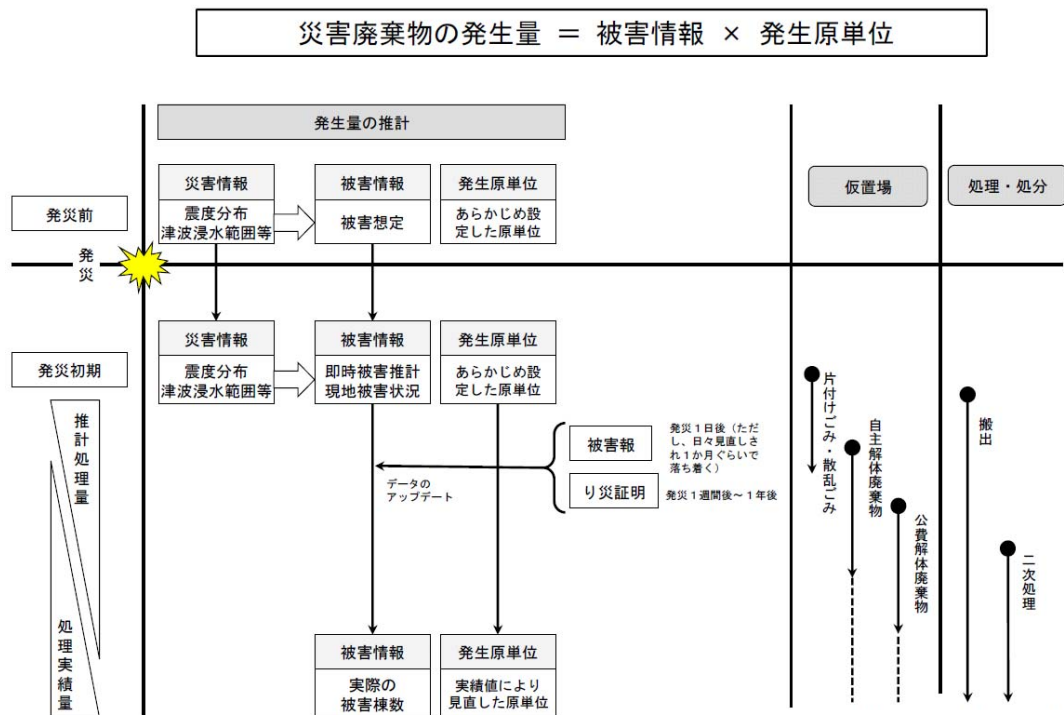 災害廃棄物の発生量 ＝ 被害情報 × 発生原単位
発生量の推計
仮置場
処理・処分
発災前
災害情報
震度分布
津波浸水範囲等
被害情報
被害想定
発生原単位
あらかじめ設
定した原単位
発災
発災初期
災害情報
震度分布
津波浸水範囲等
被害情報
即時被害推計
現地被害状況
発生原単位
あらかじめ設
定した原単位
推計処理量
処理実績量
データの
アップデート
被害報
発災１日後（ただ
し、日々見直しさ
れ１か月ぐらいで
落ち着く）
り災証明
発災１週間後～１年後
被害情報
実際の
被害棟数
発生原単位
実績値により
見直した原単位
片付けごみ・散乱ごみ
自主解体廃棄物
公費解体廃棄物
搬出
二次処理